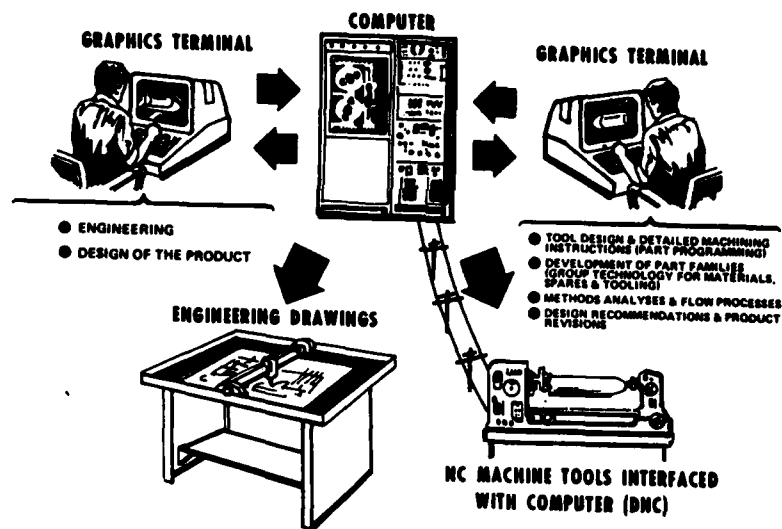 COMPUTER
GRAPHICS TERMINAL
GRAPHICS TERMINAL
● ENGINEERING
● DESIGN OF THE PRODUCT
● TOOL DESIGN & DETAILED MACHINING
INSTRUCTIONS (PART PROGRAMMING)
● DEVELOPMENT OF PART FAMILIES
(GROUP TECHNOLOGY FOR MATERIALS,
SPARES & TOOLING)
● METHODS ANALYSES & FLOW PROCESSES
● DESIGN RECOMMENDATIONS & PRODUCT
REVISIONS
ENGINEERING DRAWINGS
NC MACHINE TOOLS INTERFACED
WITH COMPUTER (DNC)